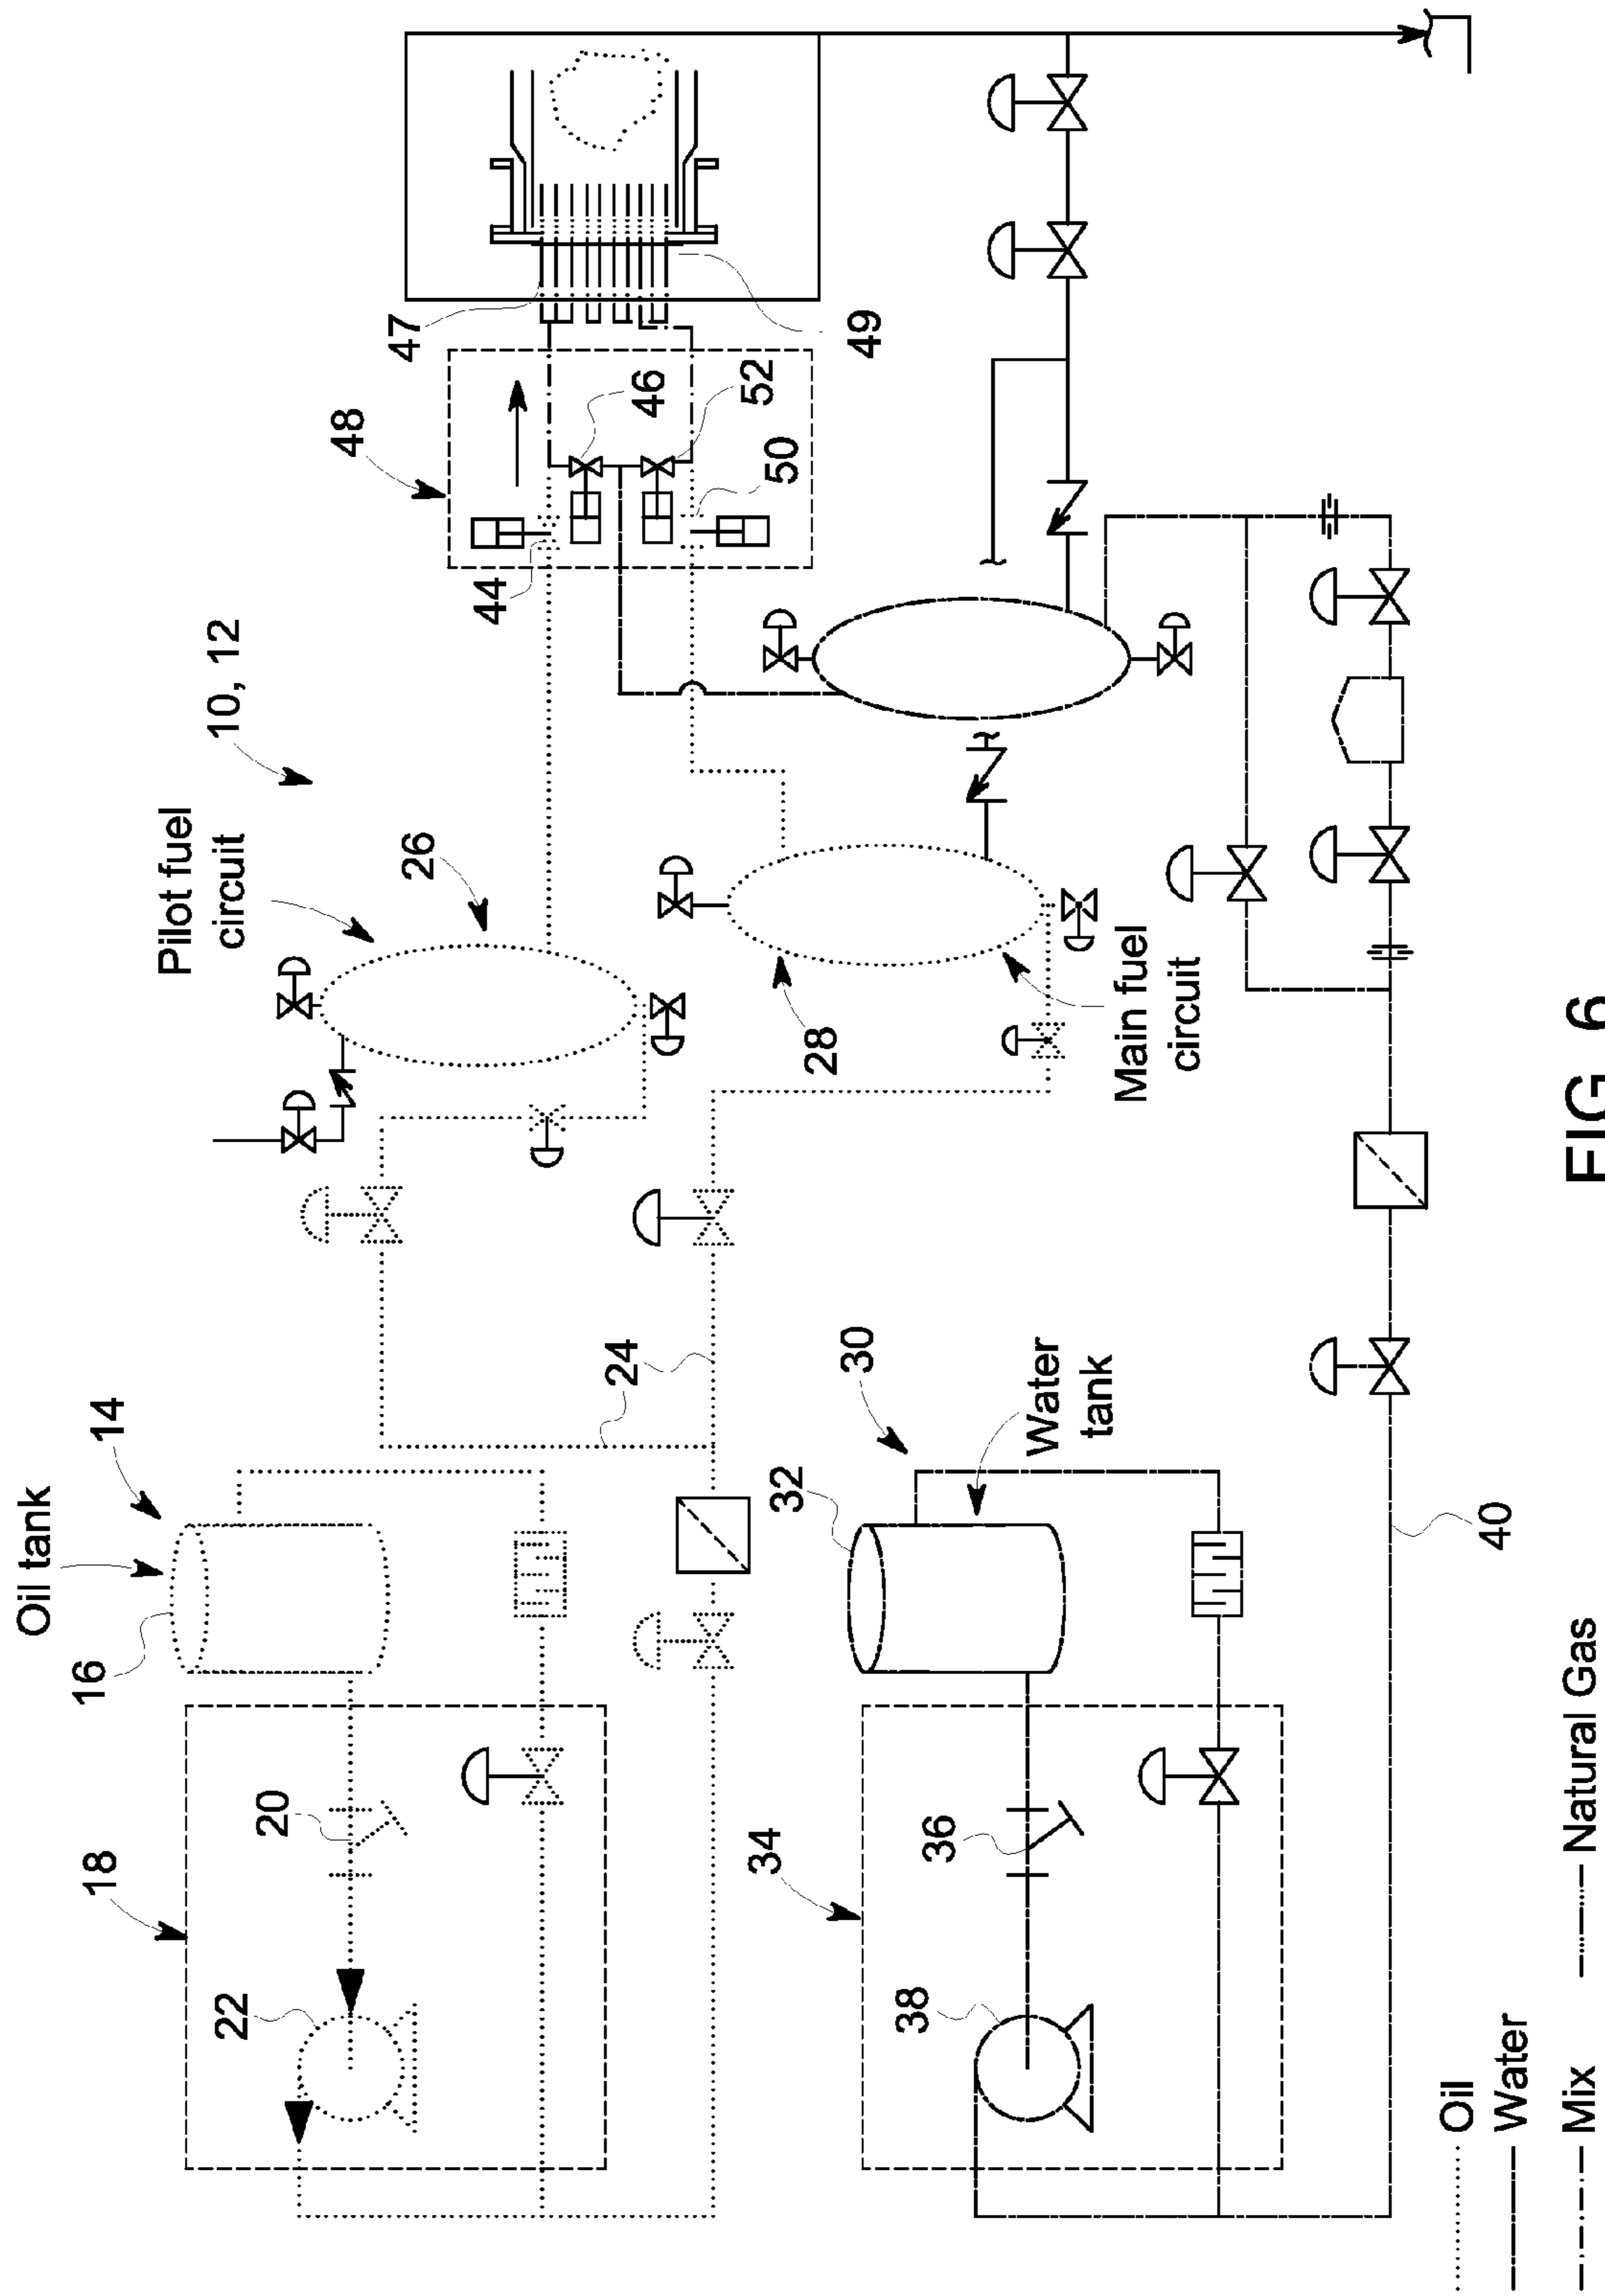 Oil tank
18
16
14
Pilot fuel
circuit
10, 12
22
20
26
48
47
44
24
46
34
32
28
50
52
38
36
30
49
Water
tank
Main fuel
circuit
40
Oil
Water
Mix
Natural Gas
FIG 6